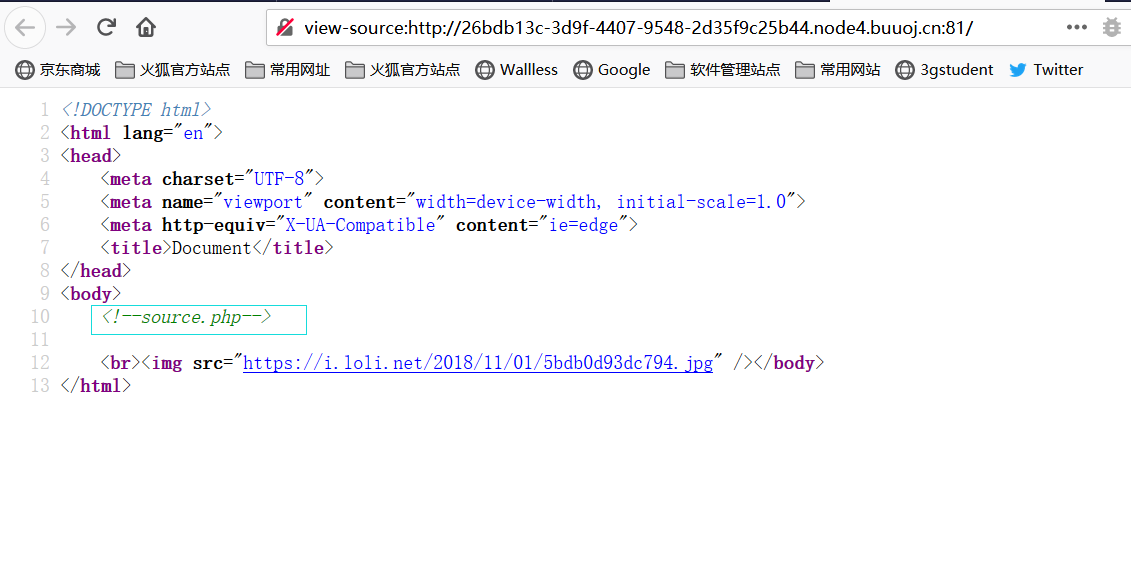 view-source:http://26bdb13c-3d9f-4407-9548-2d35f9c25b44.node4.buuoj.cn:81/
京东商城 火狐官方站点 常用网址 火狐官方站点 Wallless Google 软件管理站点 常用网站 3gstudent Twitter
1 <!DOCTYPE html>
2 <html lang="en">
3 <head>
4 <meta charset="UTF-8">
5 <meta name="viewport" content="width=device-width, initial-scale=1.0">
6 <meta http-equiv="X-UA-Compatible" content="ie=edge">
7 <title>Document</title>
8 </head>
9 <body>
10 <!--source.php-->
11
12 <br><img src="https://i.loli.net/2018/11/01/5bdb0d93dc794.jpg" /></body>
13 </html>